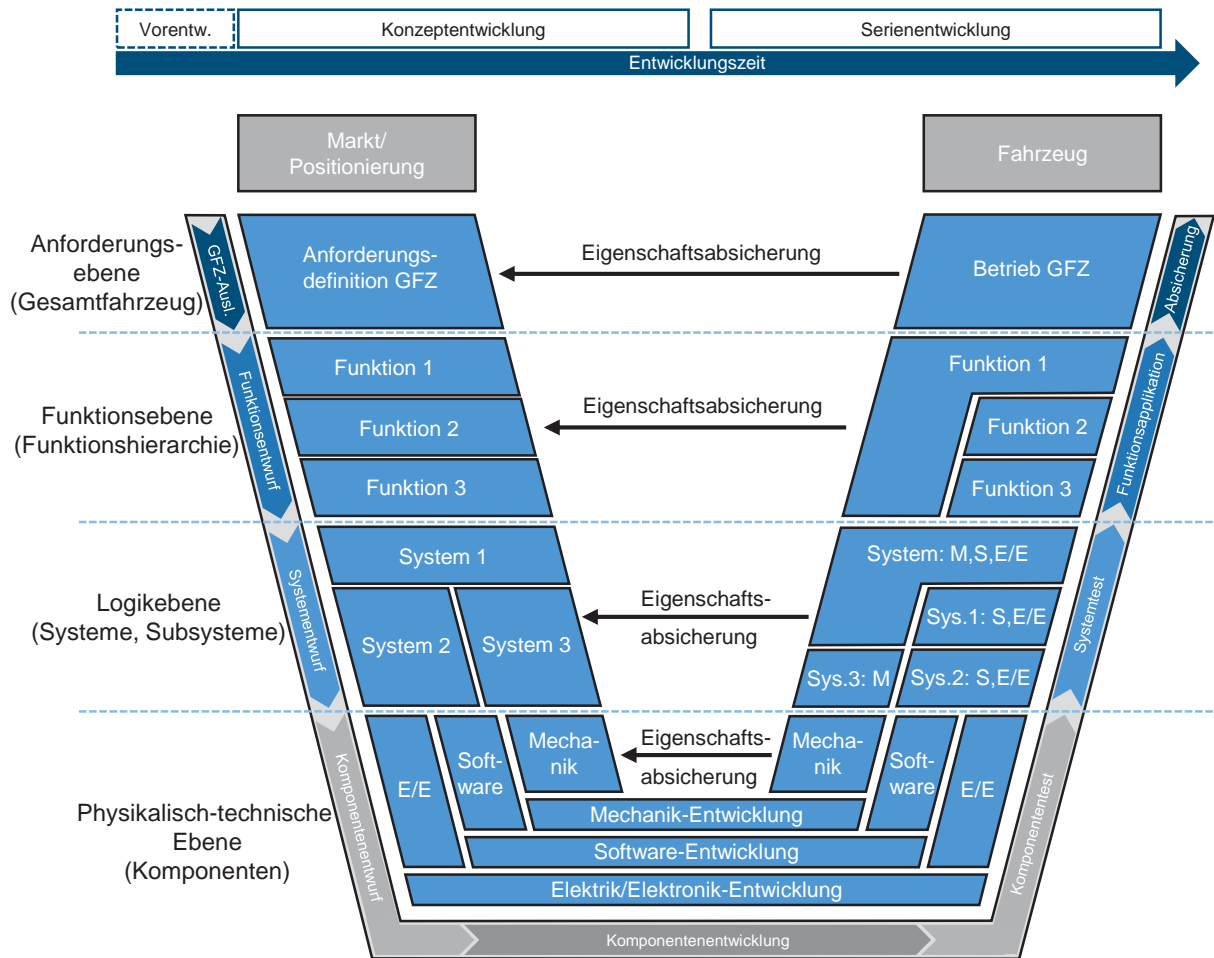 Vorentw.
Konzeptentwicklung
Serienentwicklung
Entwicklungszeit
Markt/
Positionierung
Fahrzeug
Anforderungs-
ebene
(Gesamtfahrzeug)
GFZ-Ausl.
Anforderungs-
definition GFZ
Eigenschaftsabsicherung
Betrieb GFZ
Absicherung
Funktionsebene
(Funktionshierarchie)
Funktionsentwurf
Funktion 1
Funktion 2
Funktion 3
Eigenschaftsabsicherung
Funktion 1
Funktion 2
Funktion 3
Funktionsapplikation
Logikebene
(Systeme, Subsysteme)
Systementwurf
System 1
System 2
System 3
Eigenschafts-
absicherung
System: M,S,E/E
Sys.1: S,E/E
Sys.3: M
Sys.2: S,E/E
Systemtest
Physikalisch-technische
Ebene
(Komponenten)
Komponentenentwurf
E/E
Soft-
ware
Mecha-
nik
Eigenschafts-
absicherung
Mecha-
nik
Soft-
ware
E/E
Mechanik-Entwicklung
Software-Entwicklung
Elektrik/Elektronik-Entwicklung
Komponententest
Komponentenentwicklung